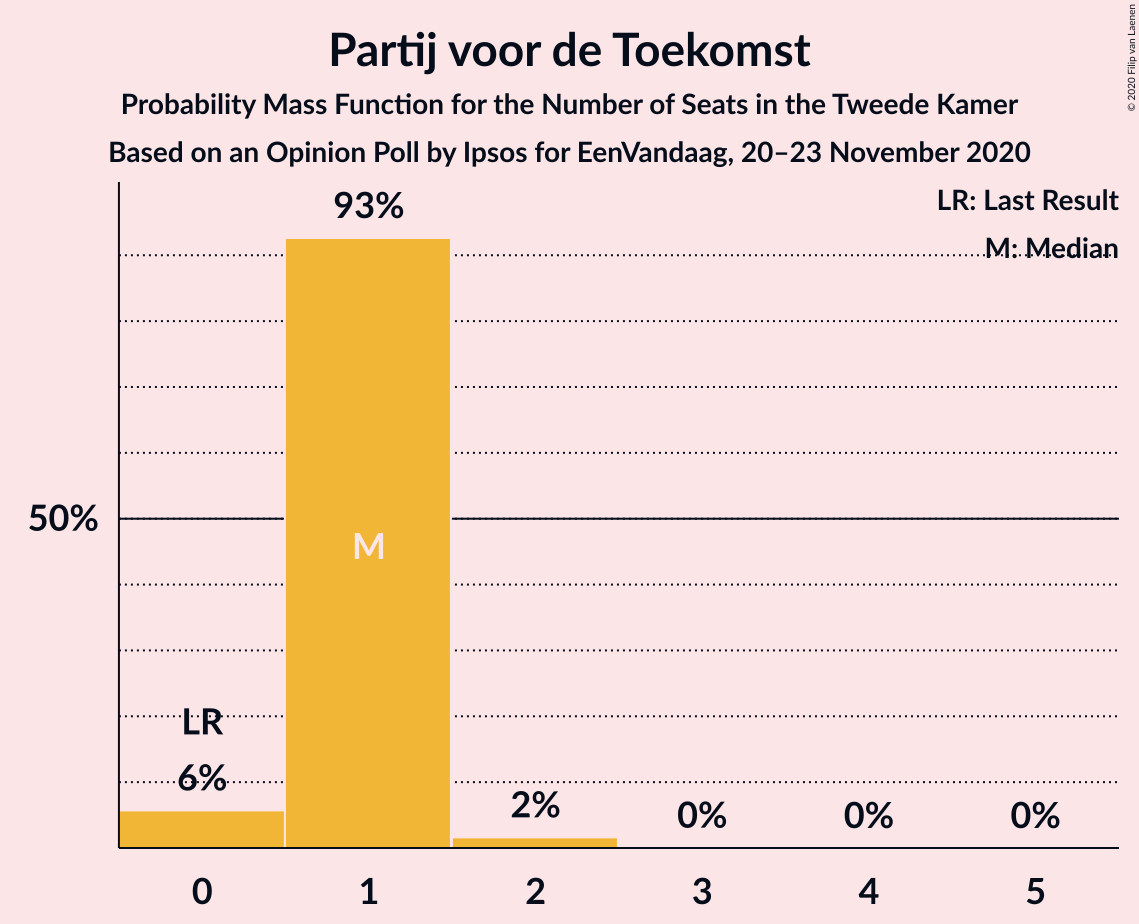 Partij voor de Toekomst
Probability Mass Function for the Number of Seats in the Tweede Kamer
Based on an Opinion Poll by Ipsos for EenVandaag, 20–23 November 2020
© 2020 Filip van Laenen
LR: Last Result
M: Median
93%
50%
M
LR
6%
2%
0%
0%
0%
0
1
2
3
4
5